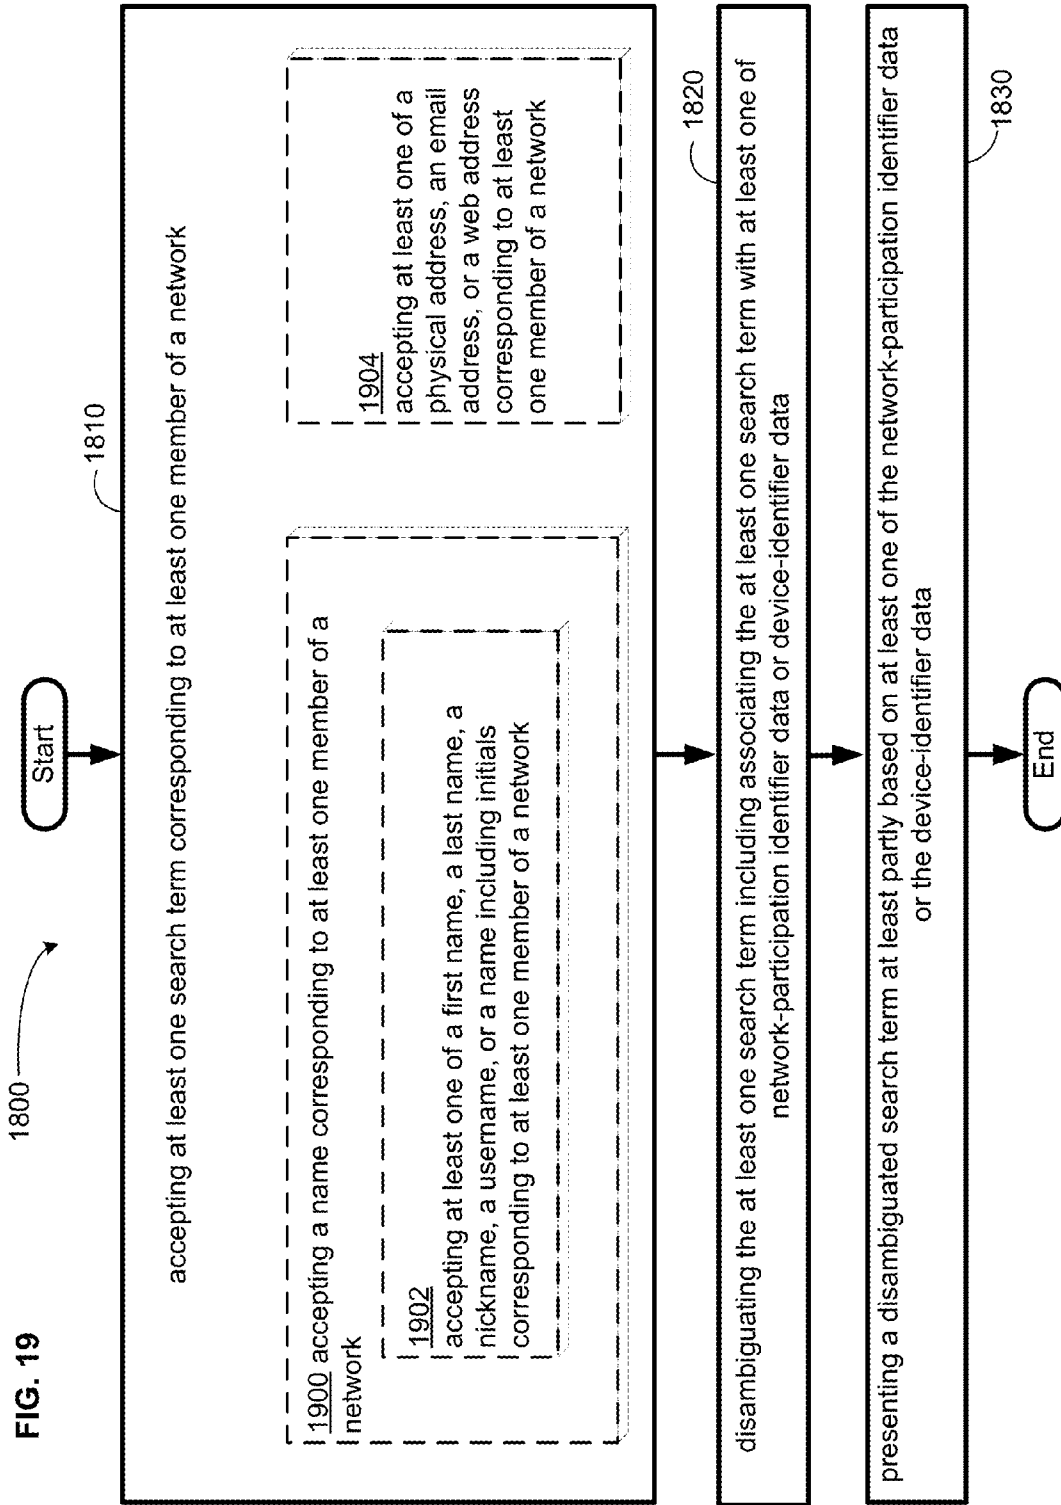 FIG. 19
1800
Start
1810
accepting at least one search term corresponding to at least one member of a network
1900 accepting a name corresponding to at least one member of a
network
1902
accepting at least one of a first name, a last name, a
nickname, a username, or a name including initials
corresponding to at least one member of a network
1904
accepting at least one of a
physical address, an email
address, or a web address
corresponding to at least
one member of a network
1820
disambiguating the at least one search term including associating the at least one search term with at least one of
network-participation identifier data or device-identifier data
1830
presenting a disambiguated search term at least partly based on at least one of the network-participation identifier data
or the device-identifier data
End